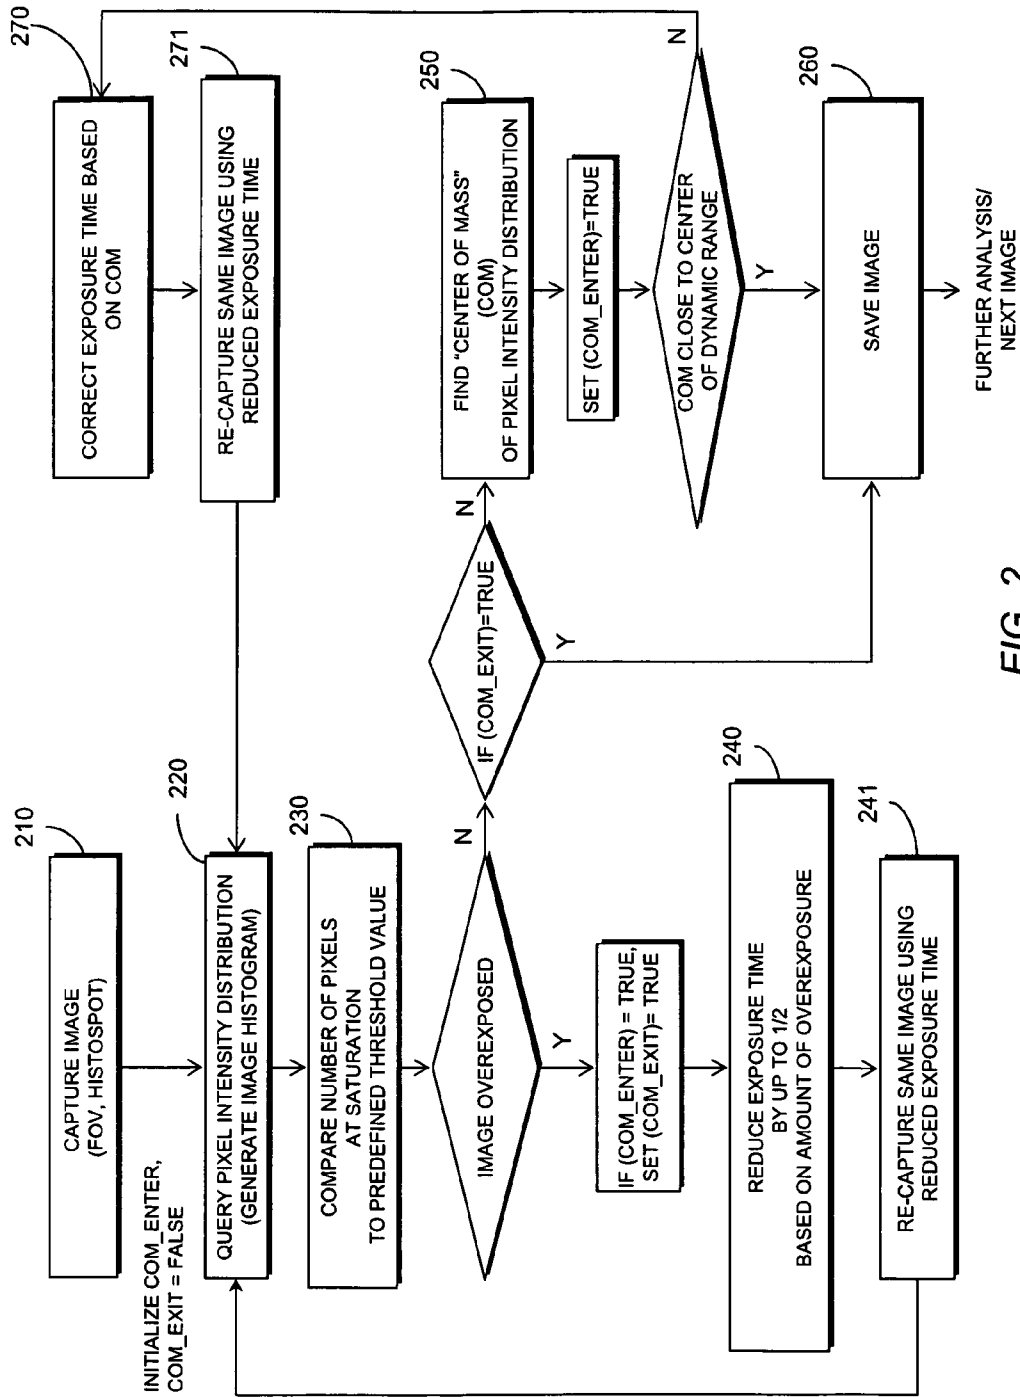 210
CAPTURE IMAGE
(FOV, HISTOSPOT)
INITIALIZE COM_ENTER,
COM_EXIT = FALSE
220
QUERY PIXEL INTENSITY DISTRIBUTION
(GENERATE IMAGE HISTOGRAM)
230
COMPARE NUMBER OF PIXELS
AT SATURATION
TO PREDEFINED THRESHOLD VALUE
IMAGE OVEREXPOSED
N
Y
IF (COM_ENTER) = TRUE,
SET (COM_EXIT)= TRUE
240
REDUCE EXPOSURE TIME
BY UP TO 1/2
BASED ON AMOUNT OF OVEREXPOSURE
241
RE-CAPTURE SAME IMAGE USING
REDUCED EXPOSURE TIME
IF (COM_EXIT)=TRUE
N
Y
270
CORRECT EXPOSURE TIME BASED
ON COM
271
RE-CAPTURE SAME IMAGE USING
REDUCED EXPOSURE TIME
250
FIND "CENTER OF MASS"
(COM)
OF PIXEL INTENSITY DISTRIBUTION
SET (COM_ENTER)=TRUE
COM CLOSE TO CENTER
OF DYNAMIC RANGE
N
Y
260
SAVE IMAGE
FURTHER ANALYSIS/
NEXT IMAGE
FIG. 2